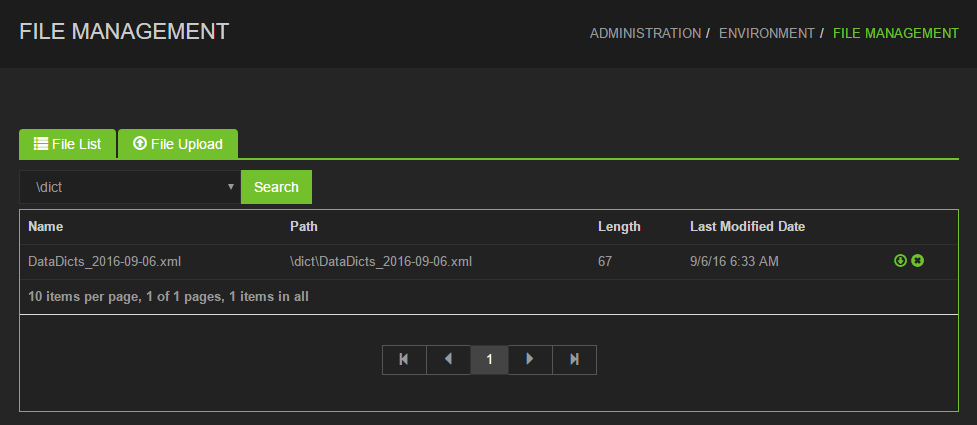 FILE MANAGEMENT
ADMINISTRATION / ENVIRONMENT / FILE MANAGEMENT
File List File Upload
\dict Search
Name Path Length Last Modified Date
DataDicts_2016-09-06.xml \dict\DataDicts_2016-09-06.xml 67 9/6/16 6:33 AM
10 items per page, 1 of 1 pages, 1 items in all
1